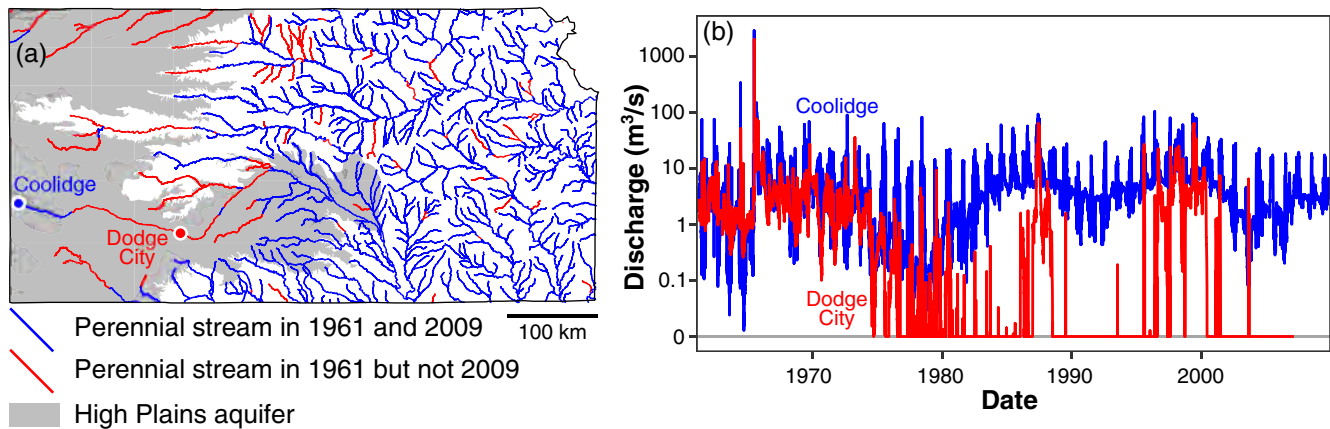 (a)
Coolidge
Dodge
City
Perennial stream in 1961 and 2009
100 km
Perennial stream in 1961 but not 2009
High Plains aquifer
(b)
Coolidge
Dodge
City
Discharge (m³/s)
1000
100
10
1
0.1
0
1970
1980
1990
2000
Date